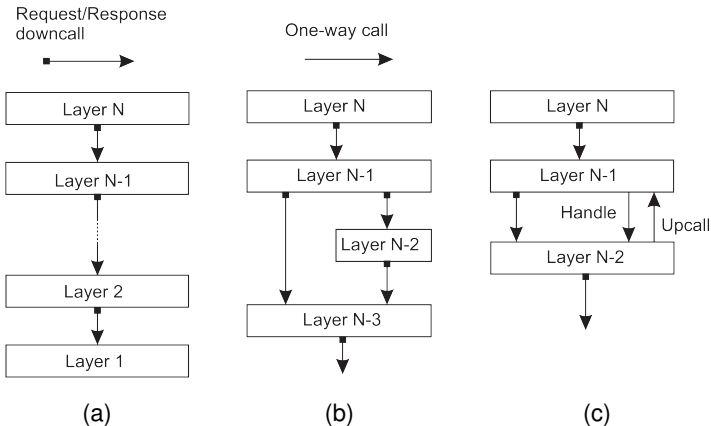 Request/Response
downcall
One-way call
Layer N
Layer N-1
Layer 2
Layer 1
(a)
Layer N
Layer N-1
Layer N-2
Layer N-3
(b)
Layer N
Layer N-1
Handle
Upcall
Layer N-2
(c)